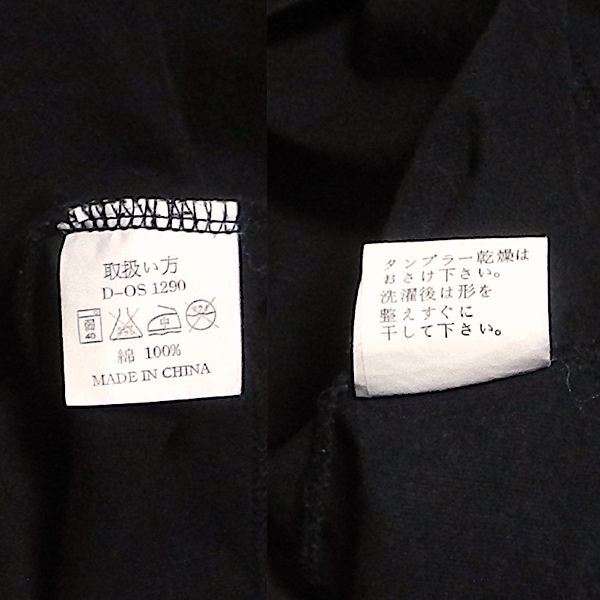 取扱い方
D-OS 1290
弱
40
中
綿 100%
MADE IN CHINA
タンブラー乾燥は
おさけ下さい。
洗濯後は形を
整えすぐに
干して下さい。